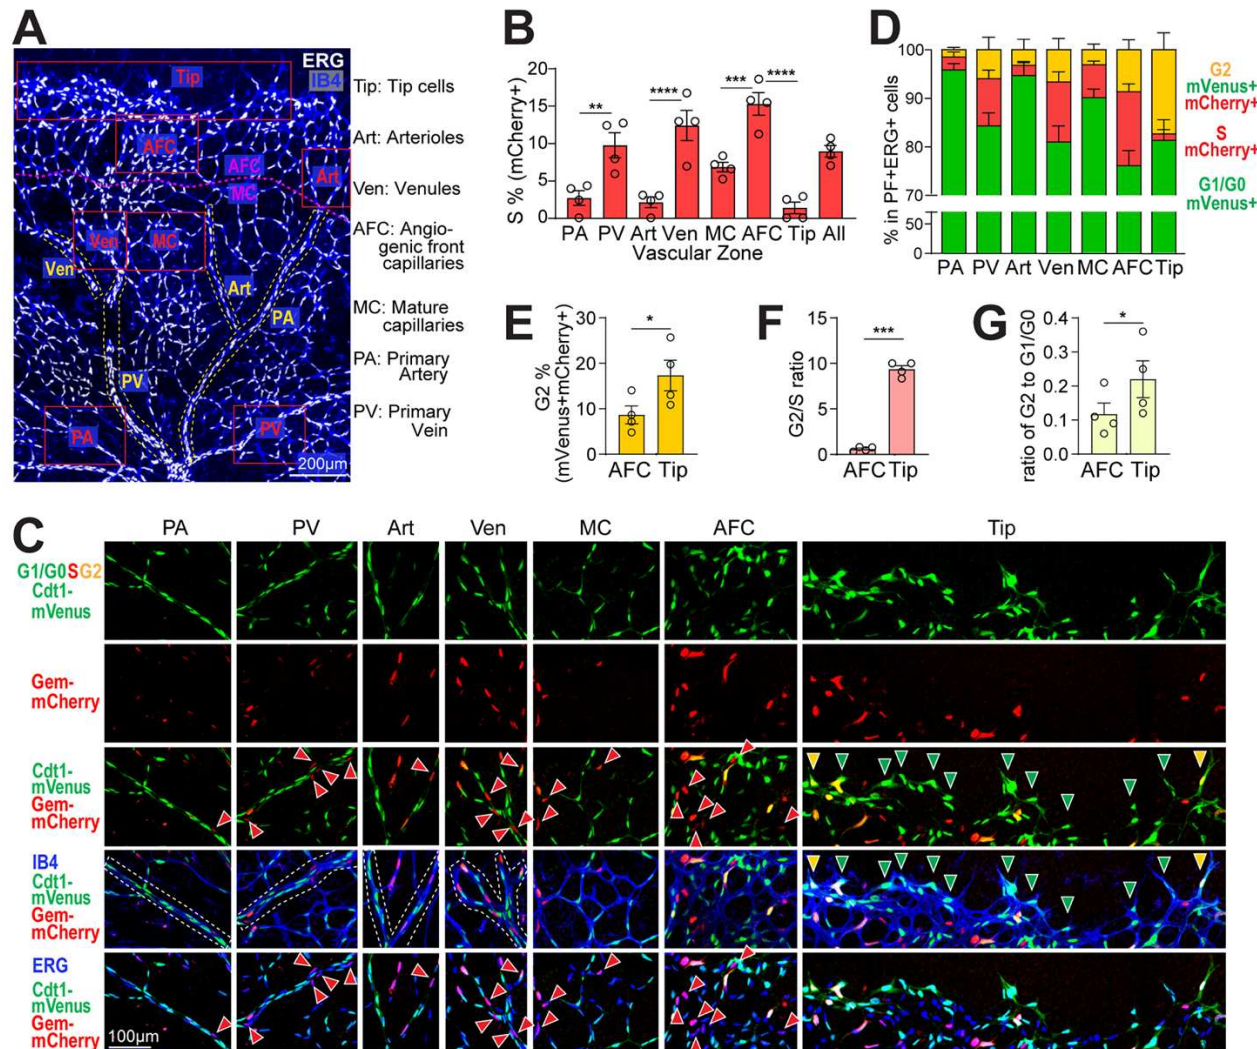 A
ERG
IB4
Tip
AFC
AFC
MC
Art
Ven
MC
Ven
Art
PA
PV
PA
PV
200µm
Tip: Tip cells
Art: Arterioles
Ven: Venules
AFC: Angio-
genic front
capillaries
MC: Mature
capillaries
PA: Primary
Artery
PV: Primary
Vein
B
S % (mCherry+)
20
15
10
5
0
**
****
***
****
PA PV Art Ven MC AFC Tip All
Vascular Zone
D
% in PF+ERG+ cells
100
90
80
70
50
0
PA PV Art Ven MC AFC Tip
G2
mVenus+
mCherry+
S
mCherry+
G1/G0
mVenus+
E
G2 %
(mVenus+mCherry+)
30
20
10
0
*
AFC Tip
F
G2/S ratio
15
10
5
0
***
AFC Tip
G
ratio of G2 to G1/G0
0.4
0.3
0.2
0.1
0.0
*
AFC Tip
C
PA PV Art Ven MC AFC Tip
G1/G0 S G2
Cdt1-
mVenus
Gem-
mCherry
Cdt1-
mVenus
Gem-
mCherry
IB4
Cdt1-
mVenus
Gem-
mCherry
ERG
Cdt1-
mVenus
Gem-
mCherry
100µm